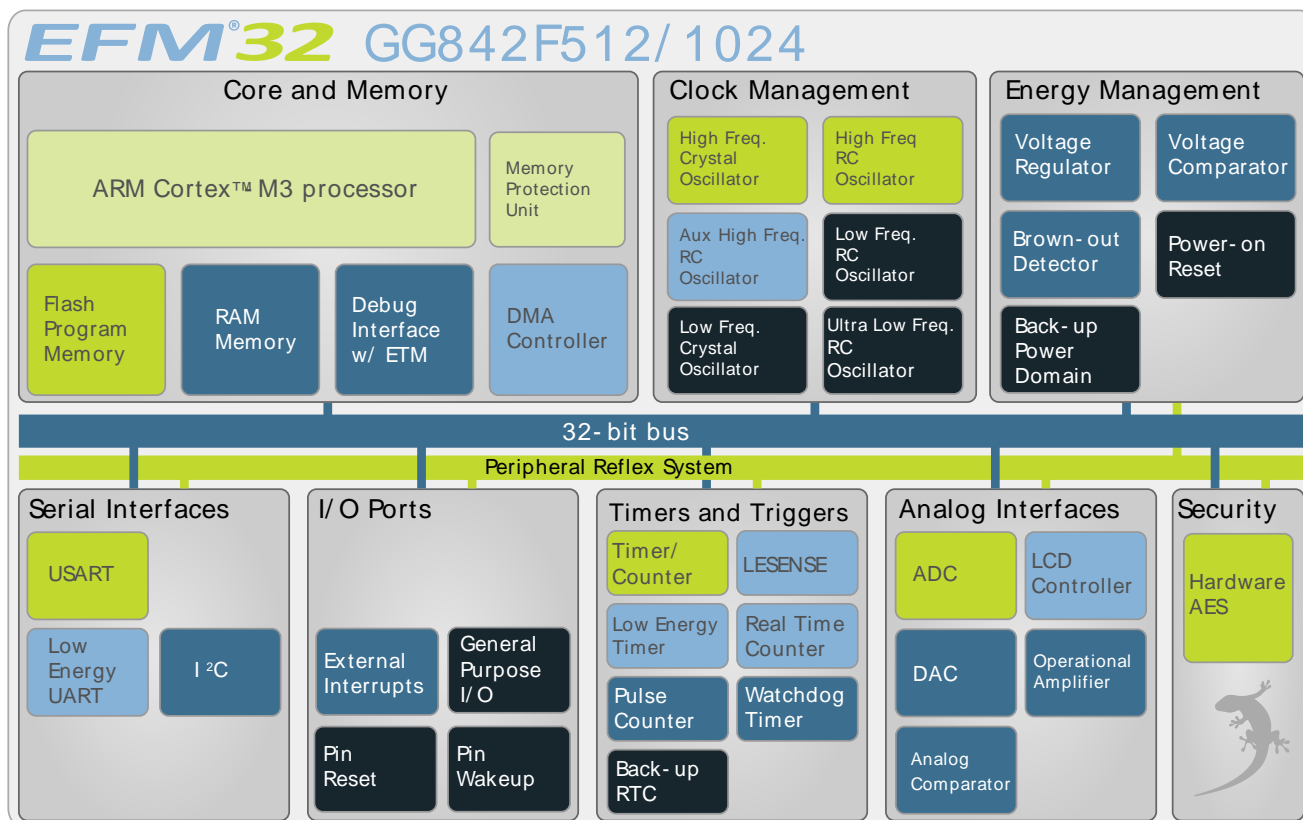 EFM®32 GG842F512/1024
Core and Memory
ARM Cortex™ M3 processor
Memory
Protection
Unit
Flash
Program
Memory
RAM
Memory
Debug
Interface
w/ ETM
DMA
Controller
Clock Management
High Freq.
Crystal
Oscillator
High Freq
RC
Oscillator
Aux High Freq.
RC
Oscillator
Low Freq.
RC
Oscillator
Low Freq.
Crystal
Oscillator
Ultra Low Freq.
RC
Oscillator
Energy Management
Voltage
Regulator
Voltage
Comparator
Brown-out
Detector
Power-on
Reset
Back-up
Power
Domain
32-bit bus
Peripheral Reflex System
Serial Interfaces
USART
Low
Energy
UART
I²C
I/O Ports
External
Interrupts
General
Purpose
I/O
Pin
Reset
Pin
Wakeup
Timers and Triggers
Timer/
Counter
LESENSE
Low Energy
Timer
Real Time
Counter
Pulse
Counter
Watchdog
Timer
Back-up
RTC
Analog Interfaces
ADC
LCD
Controller
DAC
Operational
Amplifier
Analog
Comparator
Security
Hardware
AES